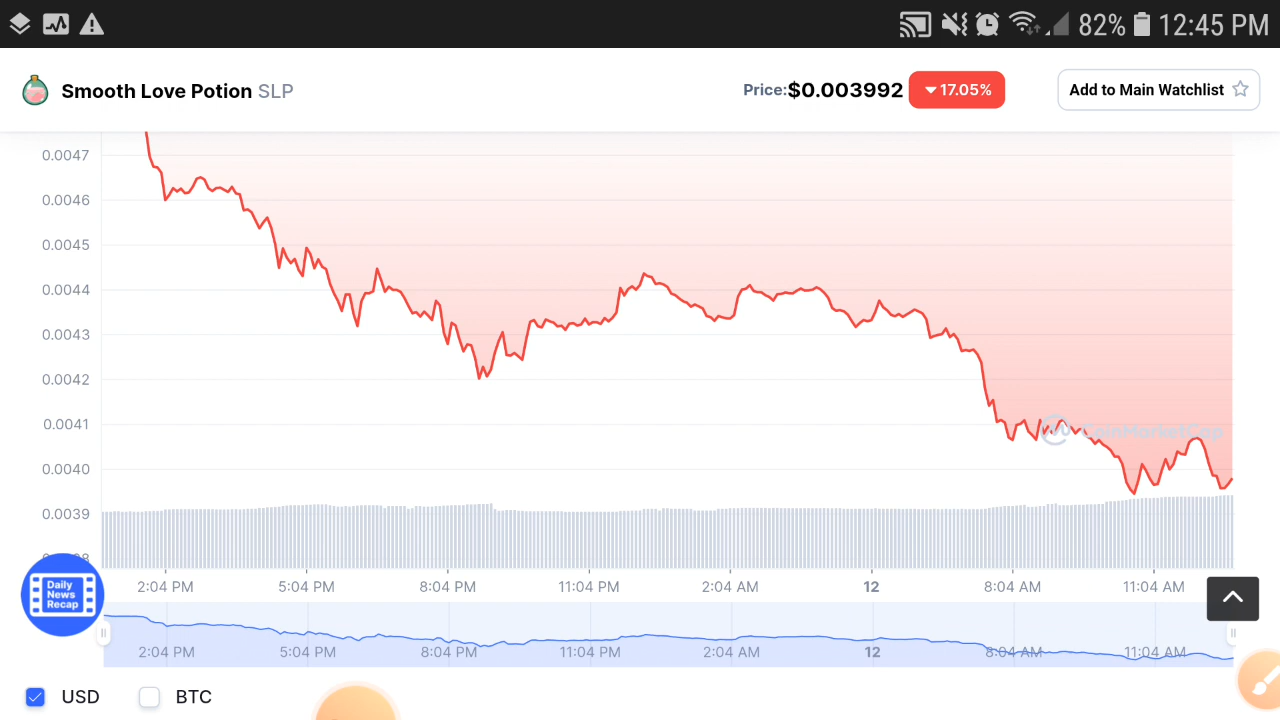 82% 12:45 PM
Smooth Love Potion SLP
Price:$0.003992 17.05%
Add to Main Watchlist
0.0047
0.0046
0.0045
0.0044
0.0043
0.0042
0.0041
0.0040
0.0039
CoinMarketCap
Daily
News
Recap
2:04 PM 5:04 PM 8:04 PM 11:04 PM 2:04 AM 12 8:04 AM 11:04 AM
2:04 PM 5:04 PM 8:04 PM 11:04 PM 2:04 AM 12 8:04 AM 11:04 AM
USD BTC